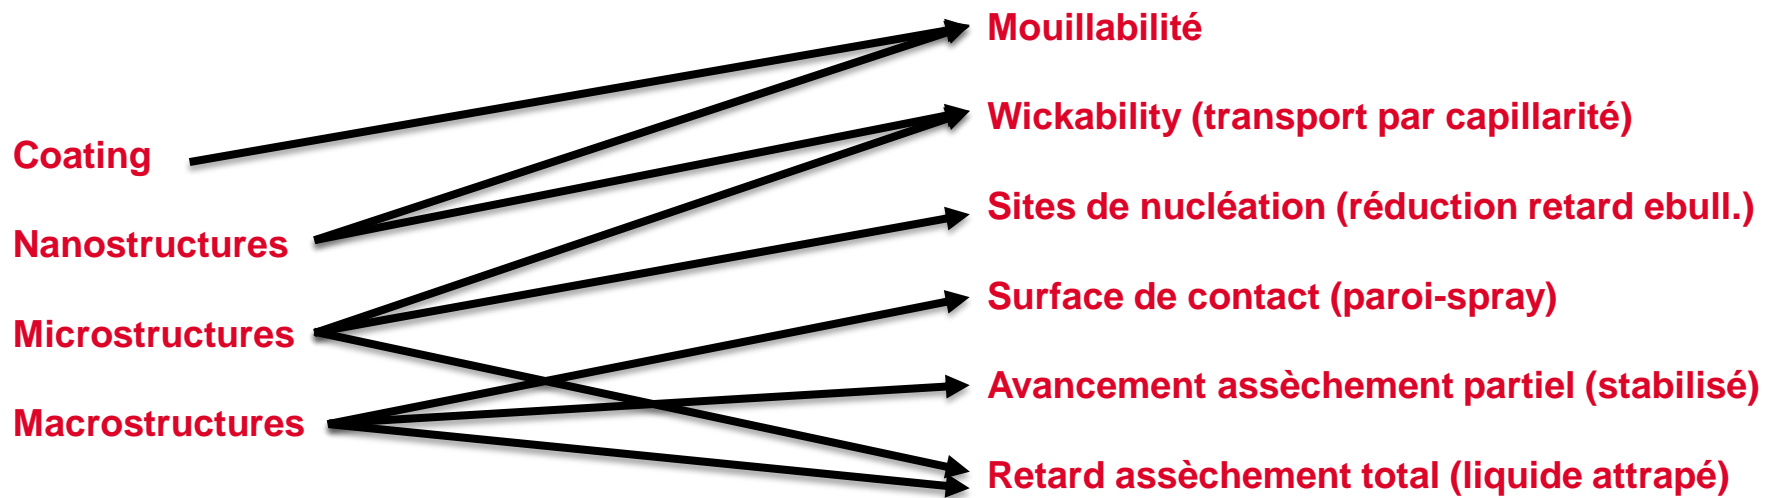 Coating
Nanostructures
Microstructures
Macrostructures
Mouillabilité
Wickability (transport par capillarité)
Sites de nucléation (réduction retard ebull.)
Surface de contact (paroi-spray)
Avancement assèchement partiel (stabilisé)
Retard assèchement total (liquide attrapé)